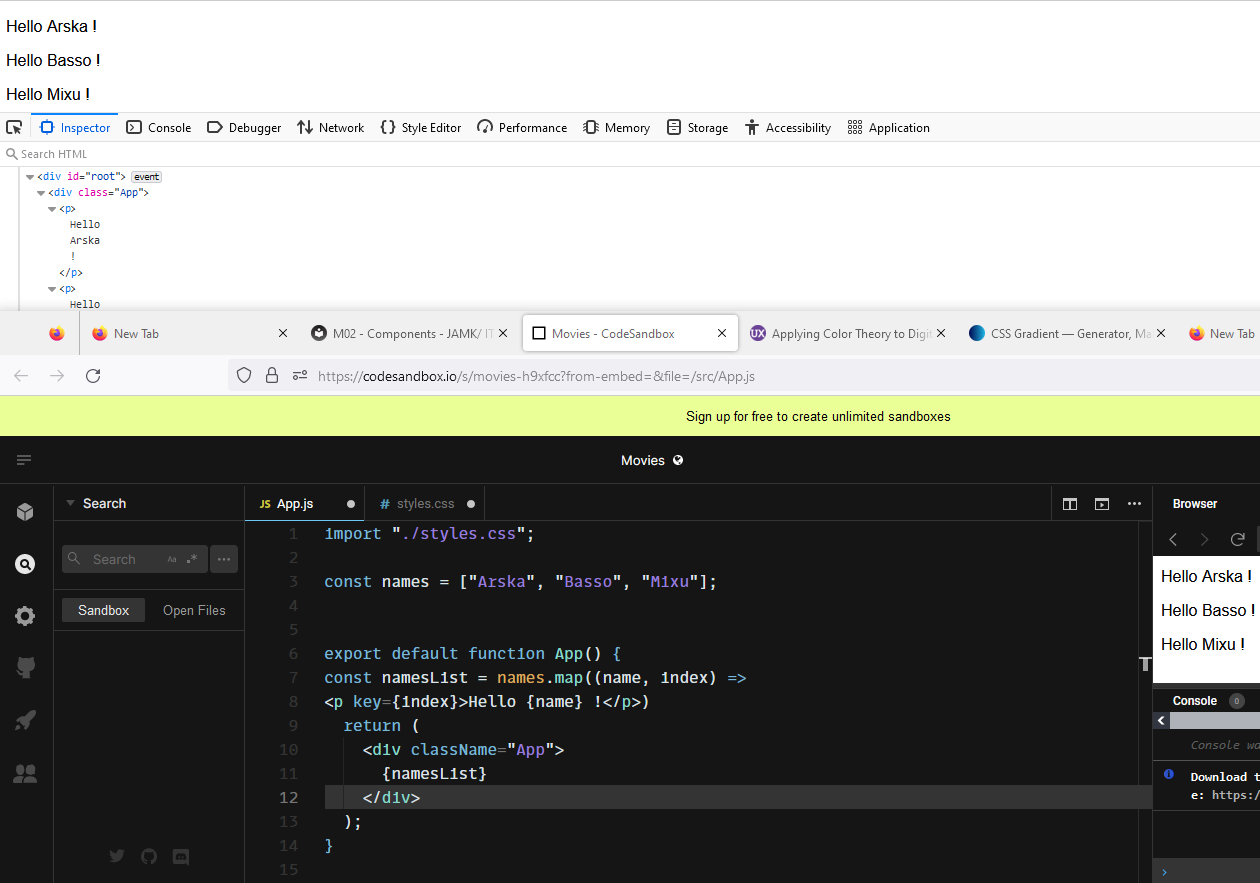 Hello Arska !
Hello Basso !
Hello Mixu !
Inspector Console Debugger Network Style Editor Performance Memory Storage Accessibility Application
Search HTML
<div id="root"> event
<div class="App">
<p>
Hello
Arska
!
</p>
<p>
Hello
New Tab M02 - Components - JAMK/ IT Movies - CodeSandbox Applying Color Theory to Digit CSS Gradient — Generator, Ma New Tab
https://codesandbox.io/s/movies-h9xfcc?from-embed=&file=/src/App.js
Sign up for free to create unlimited sandboxes
Movies
Search JS App.js # styles.css Browser
Search Aa .*
Sandbox Open Files
1 import "./styles.css";
2
3 const names = ["Arska", "Basso", "Mixu"];
4
5
6 export default function App() {
7 const namesList = names.map((name, index) =>
8 <p key={index}>Hello {name} !</p>)
9 return (
10 <div className="App">
11 {namesList}
12 </div>
13 );
14 }
15
Hello Arska !
Hello Basso !
Hello Mixu !
Console 0
Console wa
Download t
e: https:/